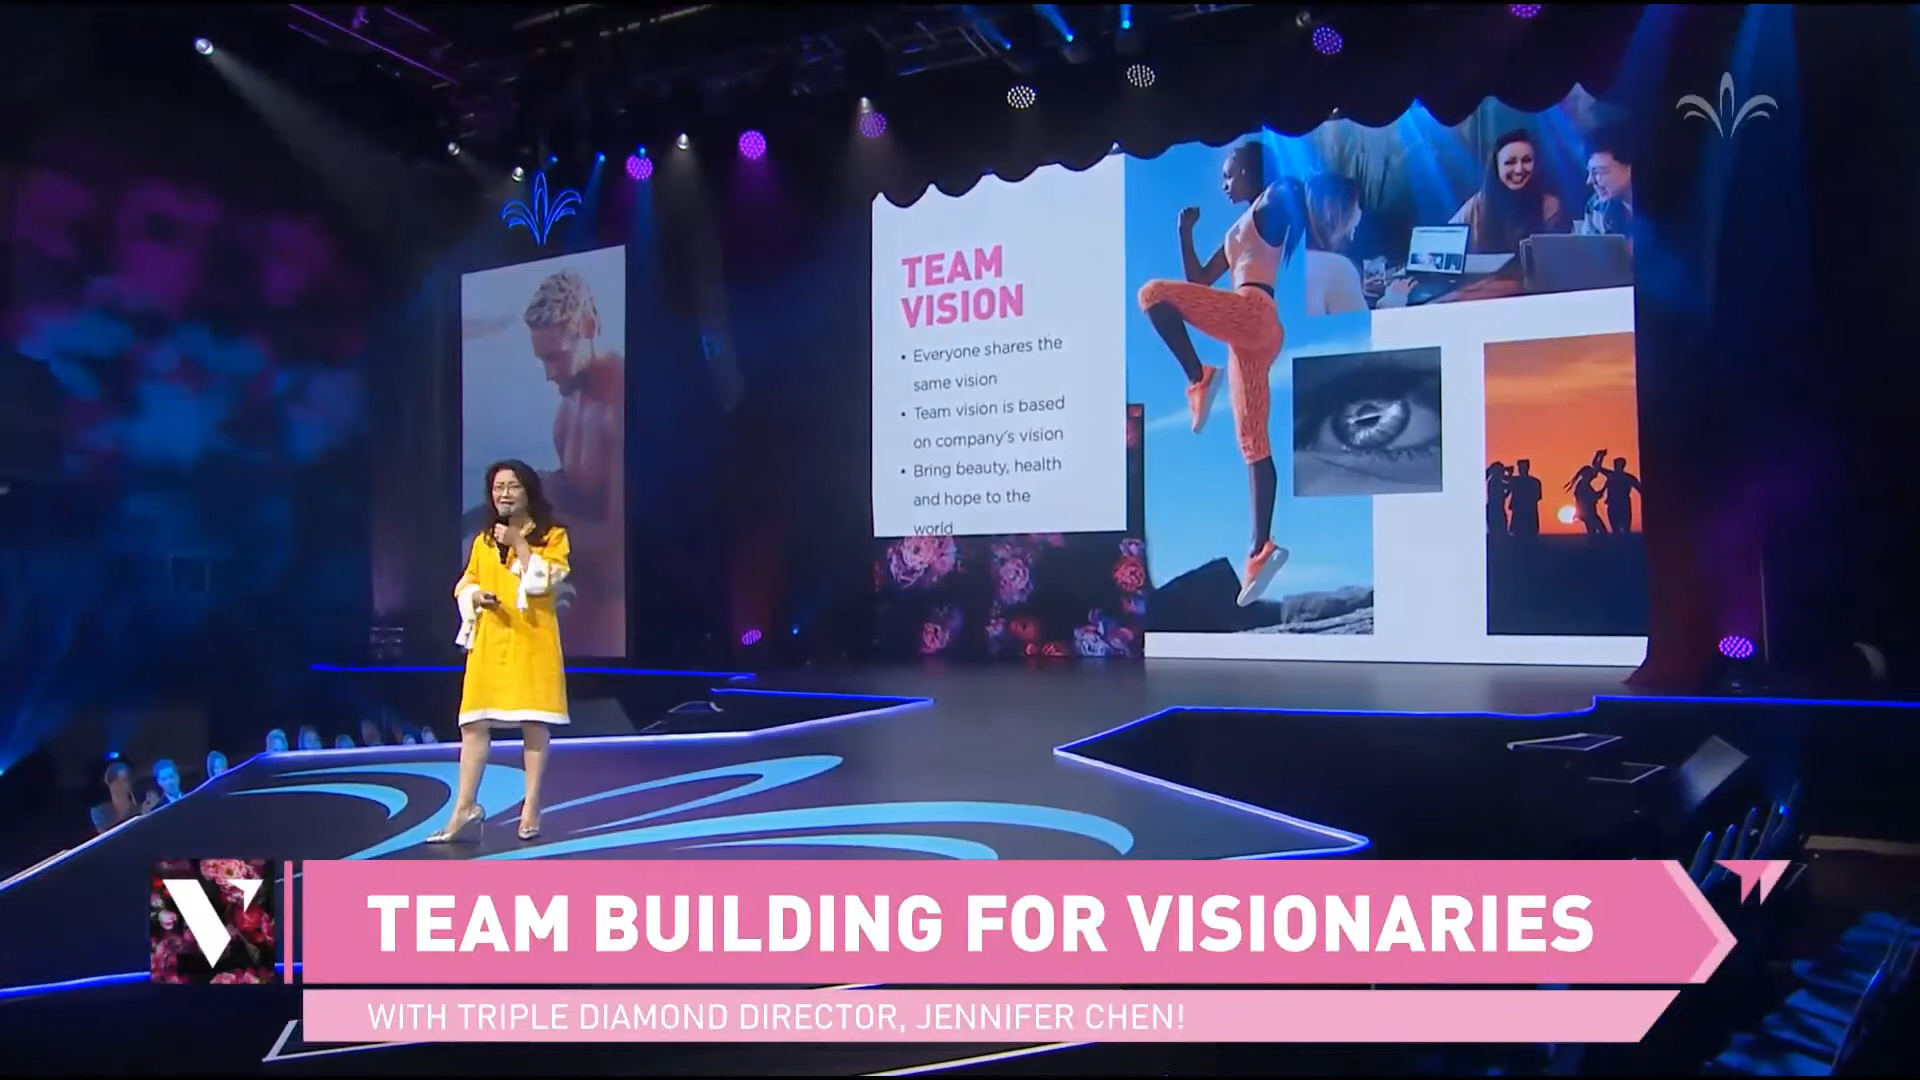 TEAM
VISION
• Everyone shares the
same vision
• Team vision is based
on company's vision
• Bring beauty, health
and hope to the
world
V
TEAM BUILDING FOR VISIONARIES
WITH TRIPLE DIAMOND DIRECTOR, JENNIFER CHEN!